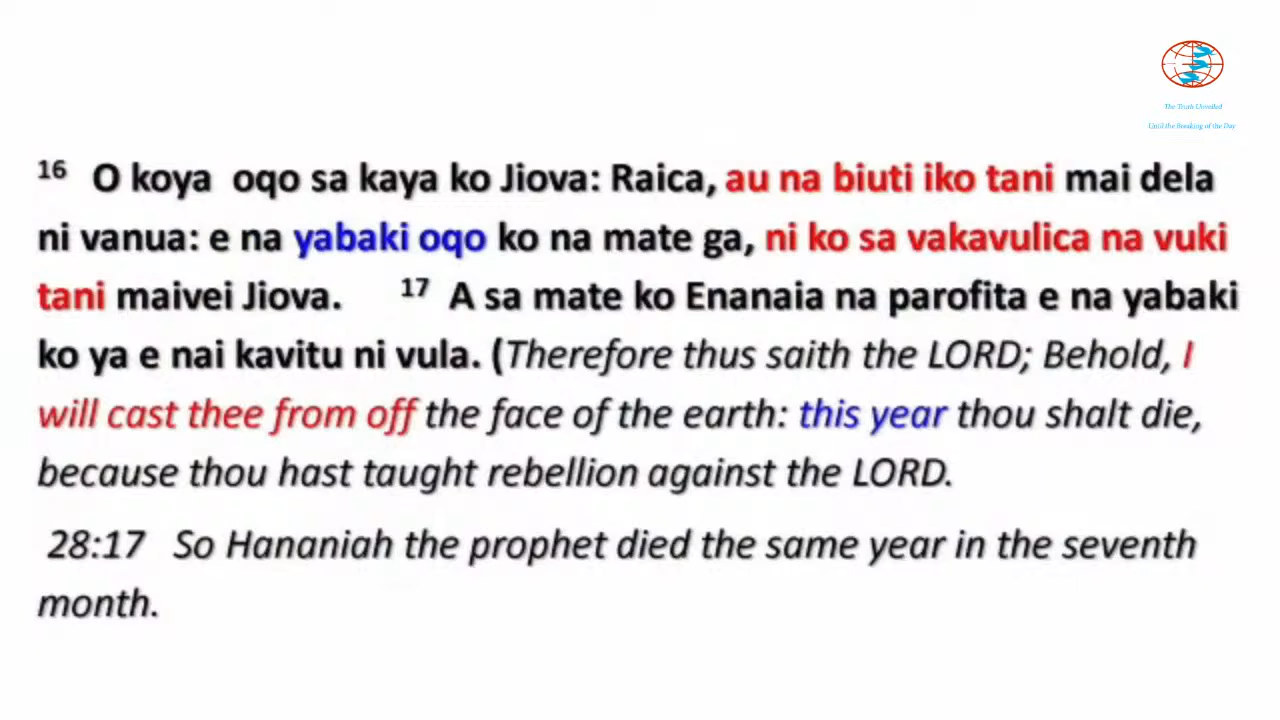 The Truth Unveiled
Until the Breaking of the Day
16 O koya oqo sa kaya ko Jiova: Raica, au na biuti iko tani mai dela
ni vanua: e na yabaki oqo ko na mate ga, ni ko sa vakavulica na vuki
tani maivei Jiova. 17 A sa mate ko Enanaia na parofita e na yabaki
ko ya e nai kavitu ni vula. (Therefore thus saith the LORD; Behold, I
will cast thee from off the face of the earth: this year thou shalt die,
because thou hast taught rebellion against the LORD.
28:17 So Hananiah the prophet died the same year in the seventh
month.